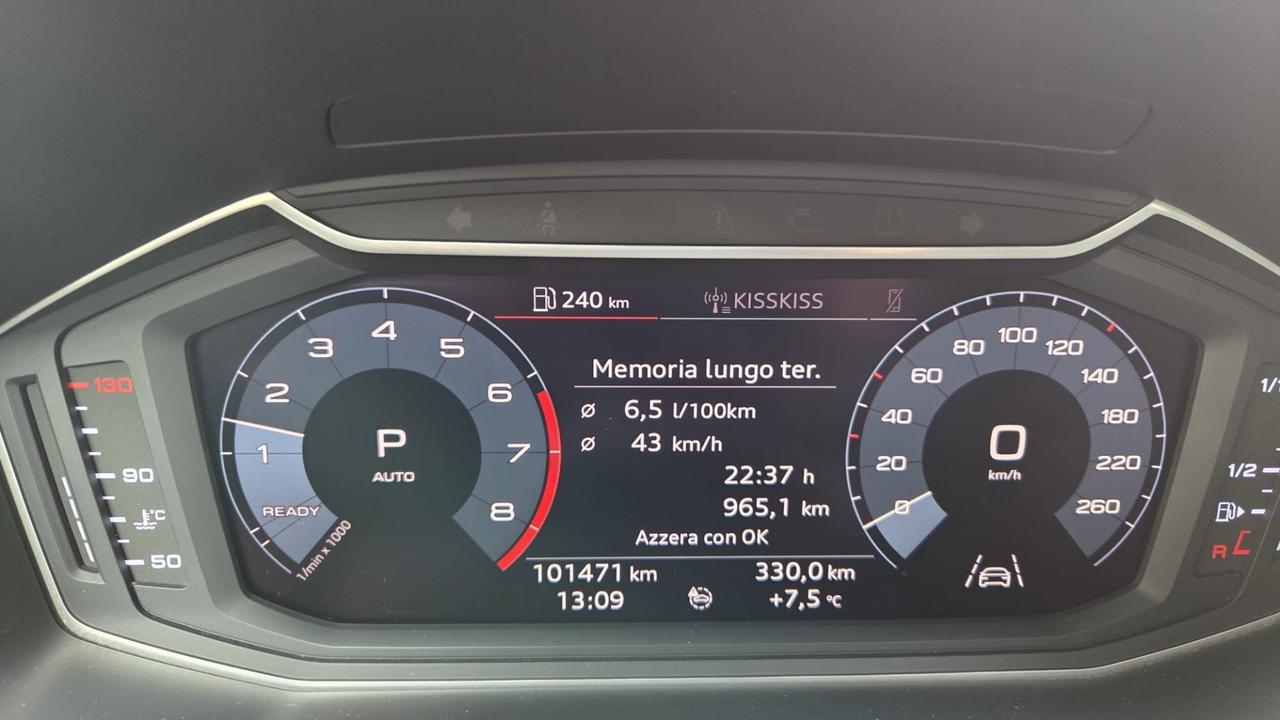 240 km
KISSKISS
Memoria lungo ter.
ø 6,5 l/100km
ø 43 km/h
22:37 h
965,1 km
Azzera con OK
101471 km 330,0 km
13:09 +7,5 °C
1 2 3 4 5 6 7 8
P
AUTO
READY
1/min x 1000
0 20 40 60 80 100 120 140 180 220 260
0
km/h
130
90
°C
50
1/2
R